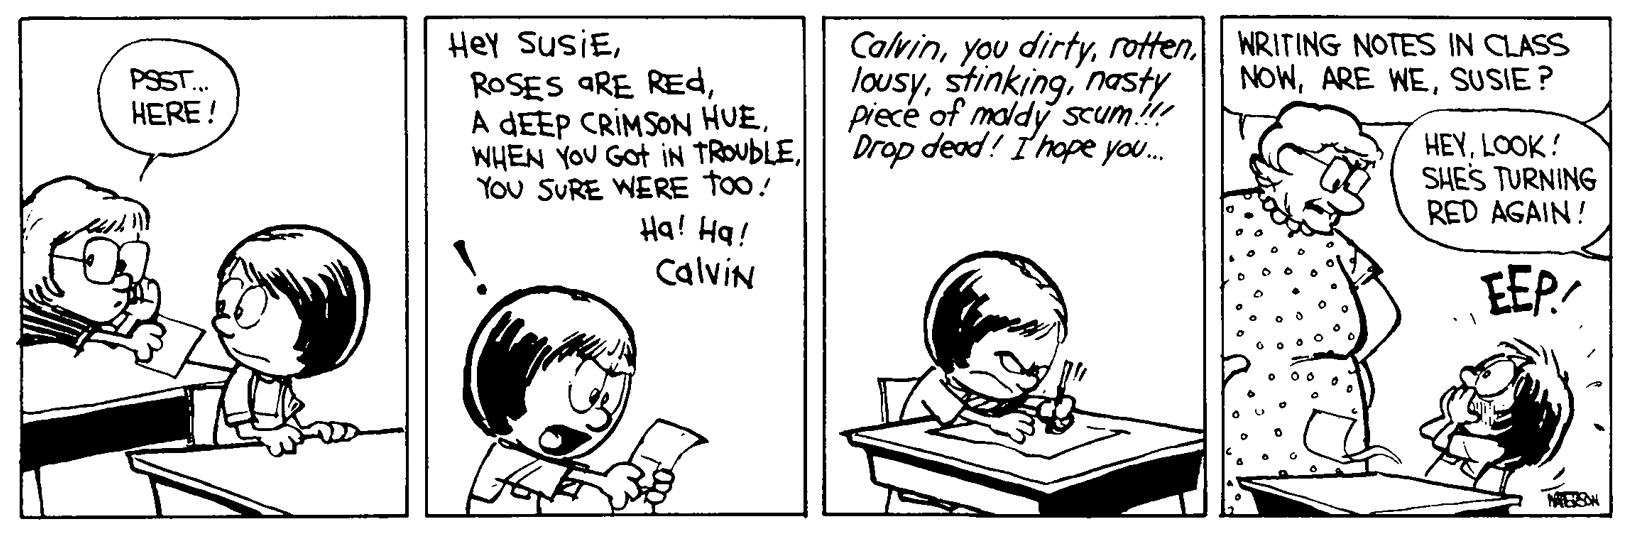 PSST...
HERE!
Hey SUSiE,
ROSES aRE REd,
A dEEP CRIMSON HUE,
WHEN YOU GOt iN TROUbLE,
YOU SURE WERE TOO!
Ha! Ha!
CalviN
!
Calvin, you dirty, rotten,
lousy, stinking, nasty
piece of moldy scum!!!
Drop dead! I hope you...
WRITING NOTES IN CLASS
NOW, ARE WE, SUSIE?
HEY, LOOK!
SHE'S TURNING
RED AGAIN!
EEP!
WATTERSON